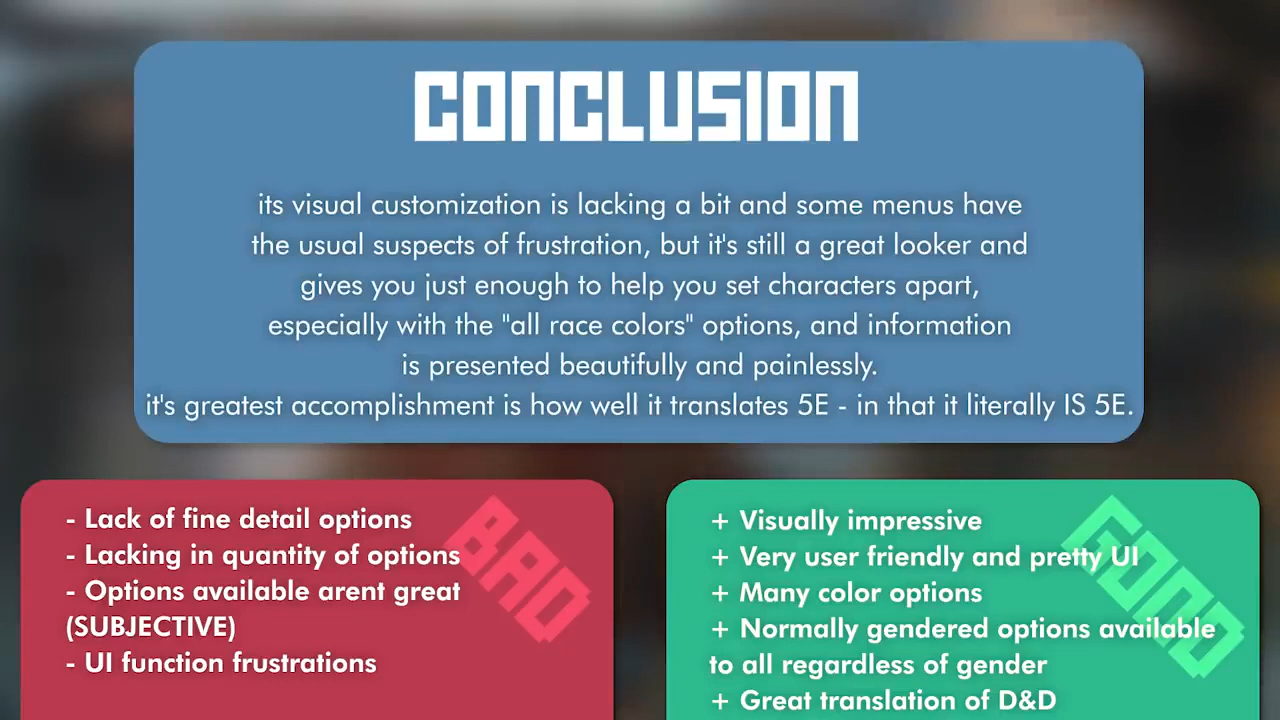 CONCLUSION
its visual customization is lacking a bit and some menus have
the usual suspects of frustration, but it's still a great looker and
gives you just enough to help you set characters apart,
especially with the "all race colors" options, and information
is presented beautifully and painlessly.
it's greatest accomplishment is how well it translates 5E - in that it literally IS 5E.
BAD
- Lack of fine detail options
- Lacking in quantity of options
- Options available arent great
(SUBJECTIVE)
- UI function frustrations
GOOD
+ Visually impressive
+ Very user friendly and pretty UI
+ Many color options
+ Normally gendered options available
to all regardless of gender
+ Great translation of D&D